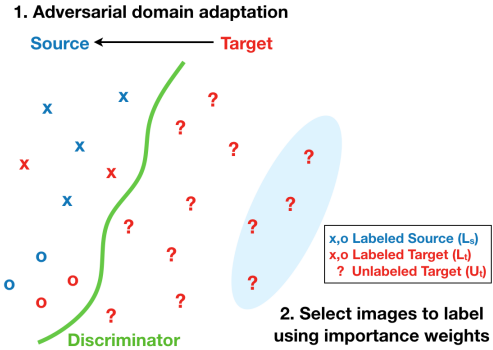 1. Adversarial domain adaptation
Source Target
x x ?
x ? ?
x x ?
x ? ?
? ?
o ?
o o ?
o ? ?
x,o Labeled Source (Lₛ)
x,o Labeled Target (Lₜ)
? Unlabeled Target (Uₜ)
Discriminator
2. Select images to label
using importance weights